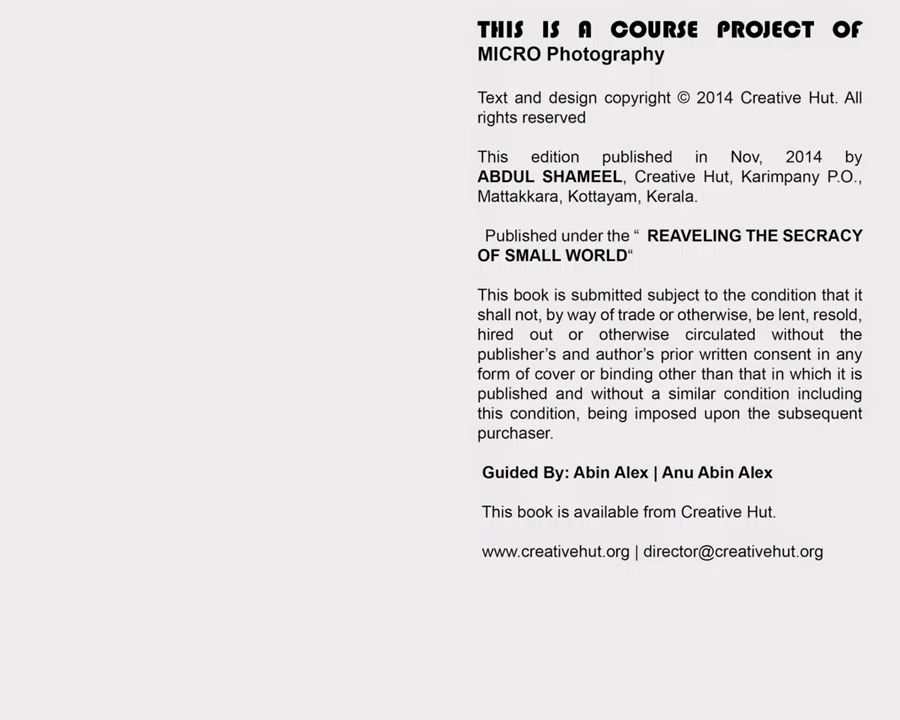 THIS IS A COURSE PROJECT OF
MICRO Photography
Text and design copyright © 2014 Creative Hut. All
rights reserved
This edition published in Nov, 2014 by
ABDUL SHAMEEL, Creative Hut, Karimpany P.O.,
Mattakkara, Kottayam, Kerala.
Published under the “ REAVELING THE SECRACY
OF SMALL WORLD“
This book is submitted subject to the condition that it
shall not, by way of trade or otherwise, be lent, resold,
hired out or otherwise circulated without the
publisher’s and author’s prior written consent in any
form of cover or binding other than that in which it is
published and without a similar condition including
this condition, being imposed upon the subsequent
purchaser.
Guided By: Abin Alex | Anu Abin Alex
This book is available from Creative Hut.
www.creativehut.org | director@creativehut.org